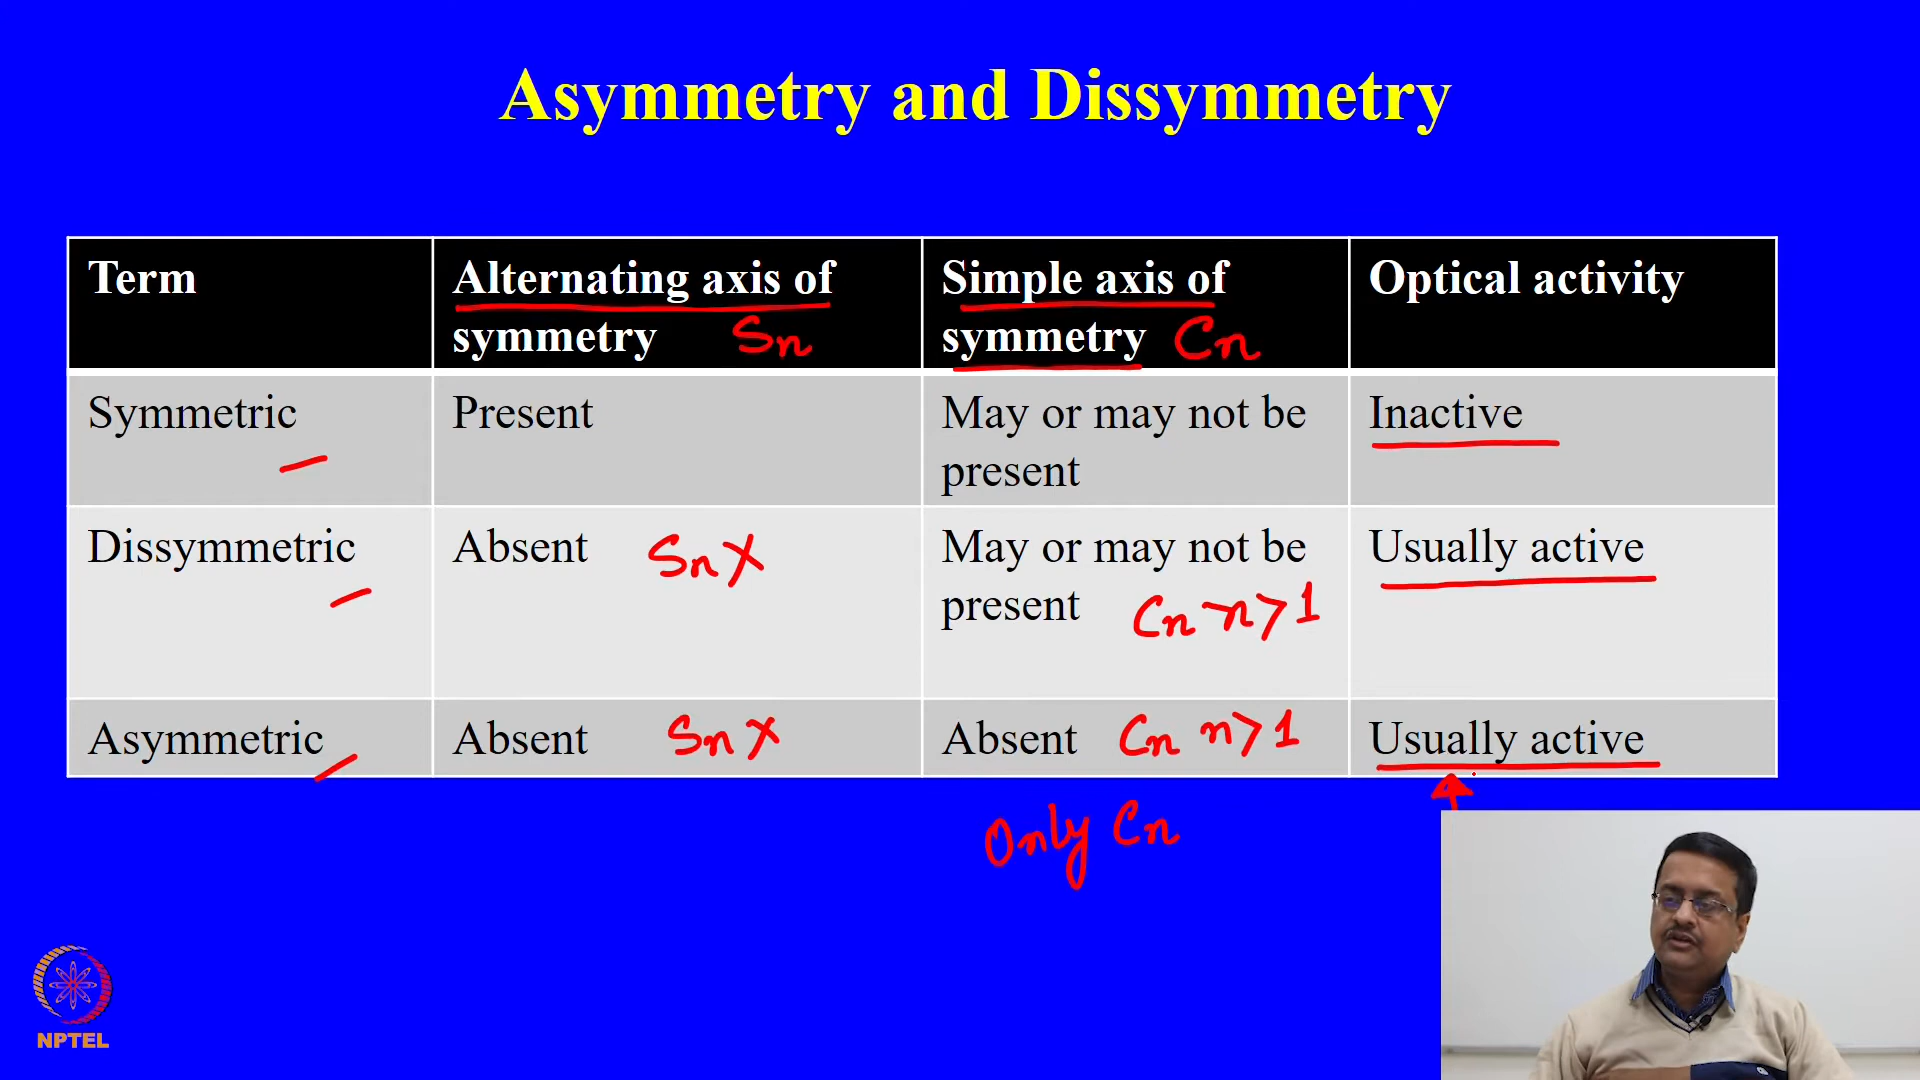 Asymmetry and Dissymmetry
Term
Alternating axis of
symmetry Sn
Simple axis of
symmetry Cn
Optical activity
Symmetric
Present
May or may not be
present
Inactive
Dissymmetric
Absent Sn X
May or may not be
present Cn n>1
Usually active
Asymmetric
Absent Sn X
Absent Cn n>1
Usually active
Only Cn
NPTEL